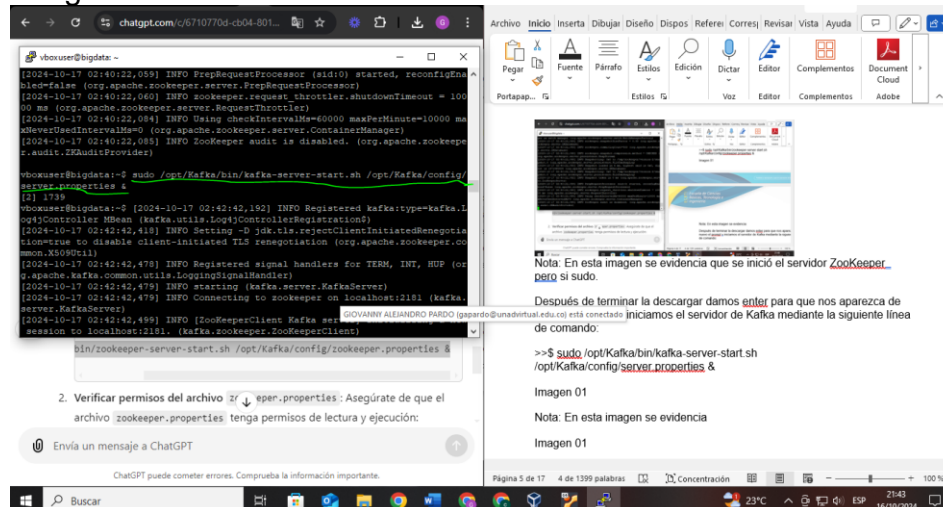 chatgpt.com/c/6710770d-cb04-801...
vboxuser@bigdata: ~
[2024-10-17 02:40:22,059] INFO PrepRequestProcessor (sid:0) started, reconfigEna
bled=false (org.apache.zookeeper.server.PrepRequestProcessor)
[2024-10-17 02:40:22,060] INFO zookeeper.request_throttler.shutdownTimeout = 100
00 ms (org.apache.zookeeper.server.RequestThrottler)
[2024-10-17 02:40:22,084] INFO Using checkIntervalMs=60000 maxPerMinute=10000 ma
xNeverUsedIntervalMs=0 (org.apache.zookeeper.server.ContainerManager)
[2024-10-17 02:40:22,085] INFO ZooKeeper audit is disabled. (org.apache.zookeepe
r.audit.ZKAuditProvider)
vboxuser@bigdata:~$ sudo /opt/Kafka/bin/kafka-server-start.sh /opt/Kafka/config/
server.properties &
[2] 1739
vboxuser@bigdata:~$ [2024-10-17 02:42:42,192] INFO Registered kafka:type=kafka.L
og4jController MBean (kafka.utils.Log4jControllerRegistration$)
[2024-10-17 02:42:42,418] INFO Setting -D jdk.tls.rejectClientInitiatedRenegotia
tion=true to disable client-initiated TLS renegotiation (org.apache.zookeeper.co
mmon.X509Util)
[2024-10-17 02:42:42,478] INFO Registered signal handlers for TERM, INT, HUP (or
g.apache.kafka.common.utils.LoggingSignalHandler)
[2024-10-17 02:42:42,479] INFO starting (kafka.server.KafkaServer)
[2024-10-17 02:42:42,479] INFO Connecting to zookeeper on localhost:2181 (kafka.
server.KafkaServer)
[2024-10-17 02:42:42,499] INFO [ZooKeeperClient Kafka ser
session to localhost:2181. (kafka.zookeeper.ZooKeeperClient)
GIOVANNY ALEJANDRO PARDO (gapardo@unadvirtual.edu.co) está conectado
bin/zookeeper-server-start.sh /opt/Kafka/config/zookeeper.properties &
2. Verificar permisos del archivo zo eper.properties : Asegúrate de que el
archivo zookeeper.properties tenga permisos de lectura y ejecución:
Envía un mensaje a ChatGPT
ChatGPT puede cometer errores. Comprueba la información importante.
Archivo Inicio Inserta Dibujar Diseño Dispos Referei Corresp Revisar Vista Ayuda
Pegar Fuente Párrafo Estilos Edición Dictar Editor Complementos Document
Cloud
Portapap... Estilos Voz Editor Complementos Adobe
Nota: En esta imagen se evidencia que se inició el servidor ZooKeeper
pero si sudo.
Después de terminar la descargar damos enter para que nos aparezca de
iniciamos el servidor de Kafka mediante la siguiente línea
de comando:
>>$ sudo /opt/Kafka/bin/kafka-server-start.sh
/opt/Kafka/config/server.properties &
Imagen 01
Nota: En esta imagen se evidencia
Imagen 01
Página 5 de 17 4 de 1399 palabras Concentración 100 %
Buscar 23°C ESP 21:43
16/10/2024